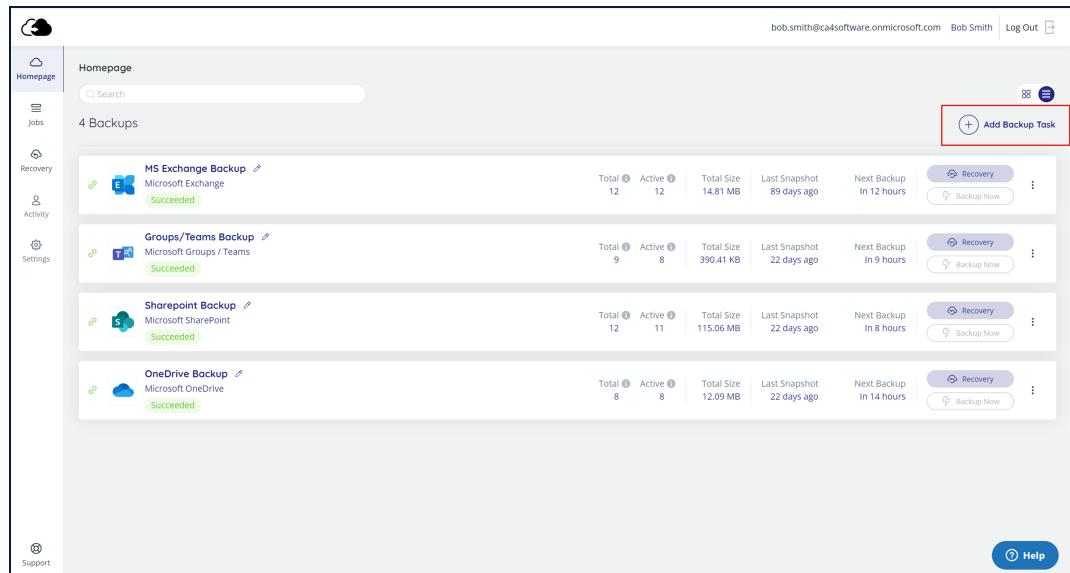 bob.smith@ca4software.onmicrosoft.com Bob Smith Log Out
Homepage
Jobs
Recovery
Activity
Settings
Support
Homepage
Search
4 Backups
Add Backup Task
MS Exchange Backup
Microsoft Exchange
Succeeded
Total Active Total Size Last Snapshot Next Backup
12 12 14.81 MB 89 days ago In 12 hours
Recovery
Backup Now
Groups/Teams Backup
Microsoft Groups / Teams
Succeeded
Total Active Total Size Last Snapshot Next Backup
9 8 390.41 KB 22 days ago In 9 hours
Recovery
Backup Now
Sharepoint Backup
Microsoft SharePoint
Succeeded
Total Active Total Size Last Snapshot Next Backup
12 11 115.06 MB 22 days ago In 8 hours
Recovery
Backup Now
OneDrive Backup
Microsoft OneDrive
Succeeded
Total Active Total Size Last Snapshot Next Backup
8 8 12.09 MB 22 days ago In 14 hours
Recovery
Backup Now
Help